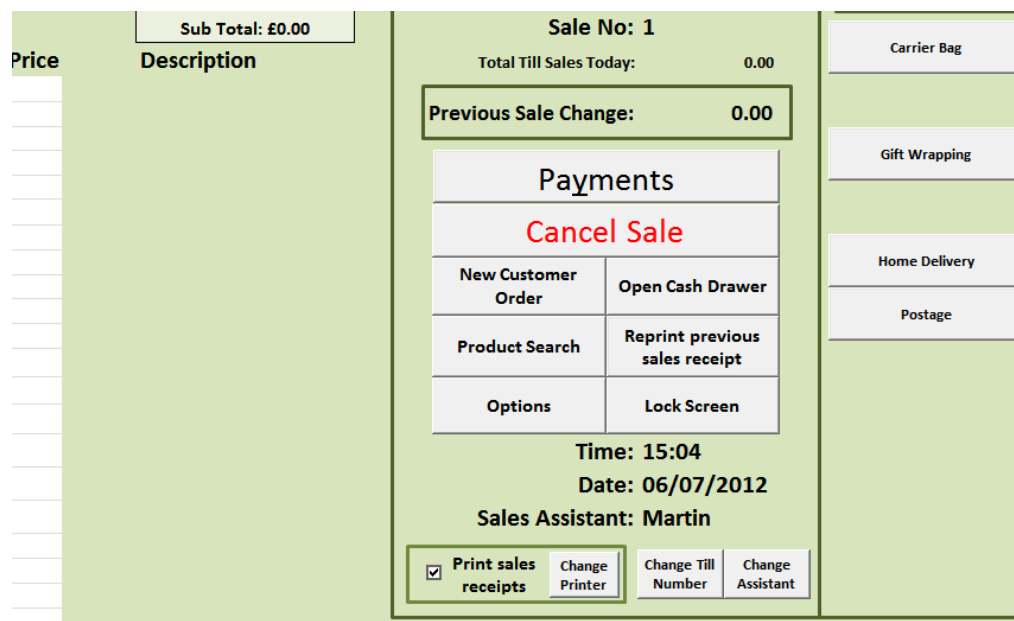 Sub Total: £0.00
Price
Description
Sale No: 1
Total Till Sales Today: 0.00
Previous Sale Change: 0.00
Payments
Cancel Sale
New Customer
Order
Open Cash Drawer
Product Search
Reprint previous
sales receipt
Options
Lock Screen
Time: 15:04
Date: 06/07/2012
Sales Assistant: Martin
Print sales
receipts
Change
Printer
Change Till
Number
Change
Assistant
Carrier Bag
Gift Wrapping
Home Delivery
Postage